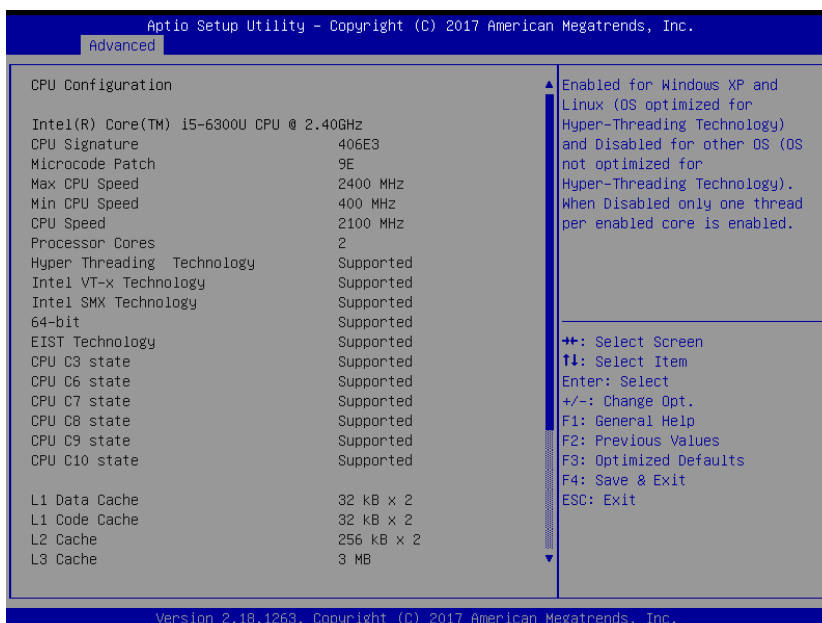 Aptio Setup Utility – Copyright (C) 2017 American Megatrends, Inc.
Advanced
CPU Configuration
Intel(R) Core(TM) i5-6300U CPU @ 2.40GHz
CPU Signature 406E3
Microcode Patch 9E
Max CPU Speed 2400 MHz
Min CPU Speed 400 MHz
CPU Speed 2100 MHz
Processor Cores 2
Hyper Threading Technology Supported
Intel VT-x Technology Supported
Intel SMX Technology Supported
64-bit Supported
EIST Technology Supported
CPU C3 state Supported
CPU C6 state Supported
CPU C7 state Supported
CPU C8 state Supported
CPU C9 state Supported
CPU C10 state Supported
L1 Data Cache 32 kB x 2
L1 Code Cache 32 kB x 2
L2 Cache 256 kB x 2
L3 Cache 3 MB
Enabled for Windows XP and
Linux (OS optimized for
Hyper-Threading Technology)
and Disabled for other OS (OS
not optimized for
Hyper-Threading Technology).
When Disabled only one thread
per enabled core is enabled.
→←: Select Screen
↑↓: Select Item
Enter: Select
+/-: Change Opt.
F1: General Help
F2: Previous Values
F3: Optimized Defaults
F4: Save & Exit
ESC: Exit
Version 2.18.1263. Copyright (C) 2017 American Megatrends, Inc.